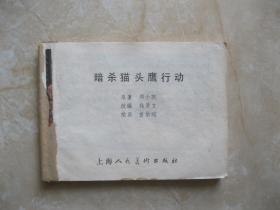 暗杀猫头鹰行动
原著
改编
绘画
上海人民美术出版社